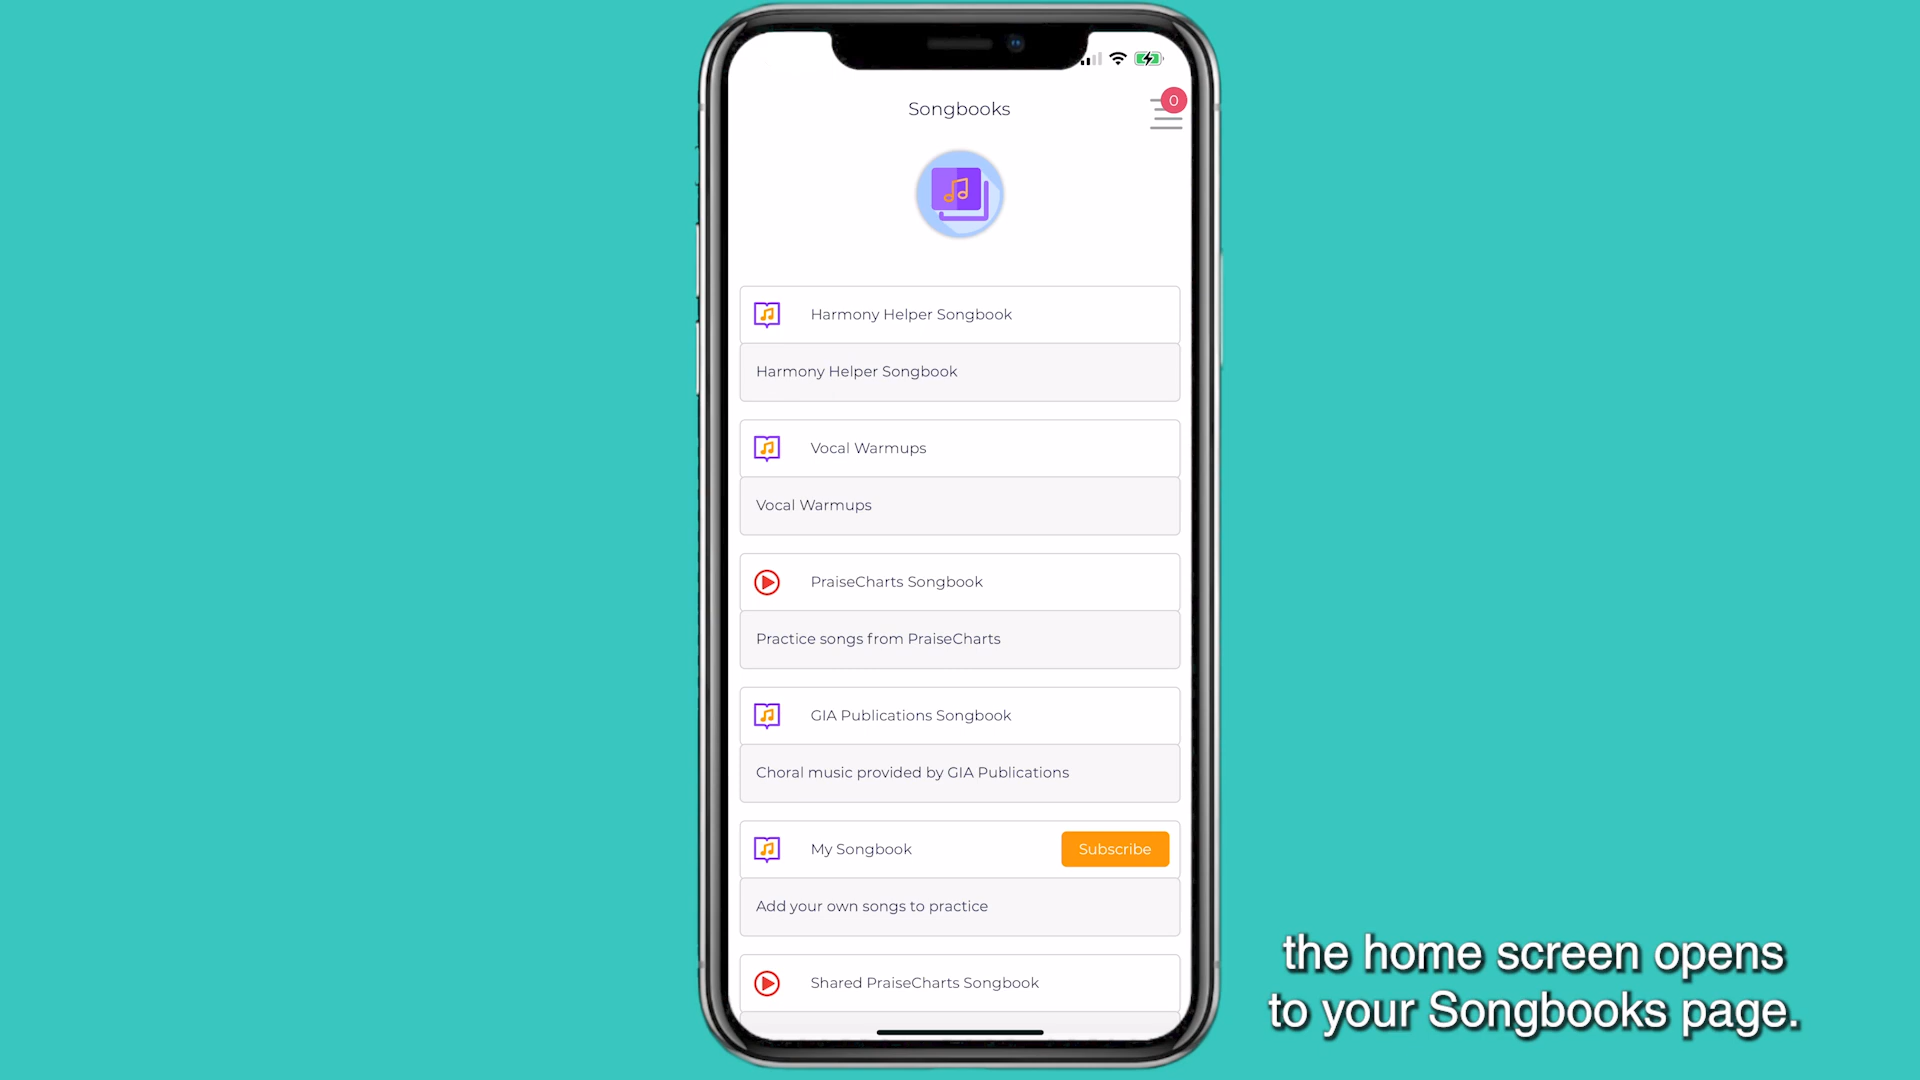 0
Songbooks
Harmony Helper Songbook
Harmony Helper Songbook
Vocal Warmups
Vocal Warmups
PraiseCharts Songbook
Practice songs from PraiseCharts
GIA Publications Songbook
Choral music provided by GIA Publications
My Songbook
Subscribe
Add your own songs to practice
Shared PraiseCharts Songbook
the home screen opens
to your Songbooks page.